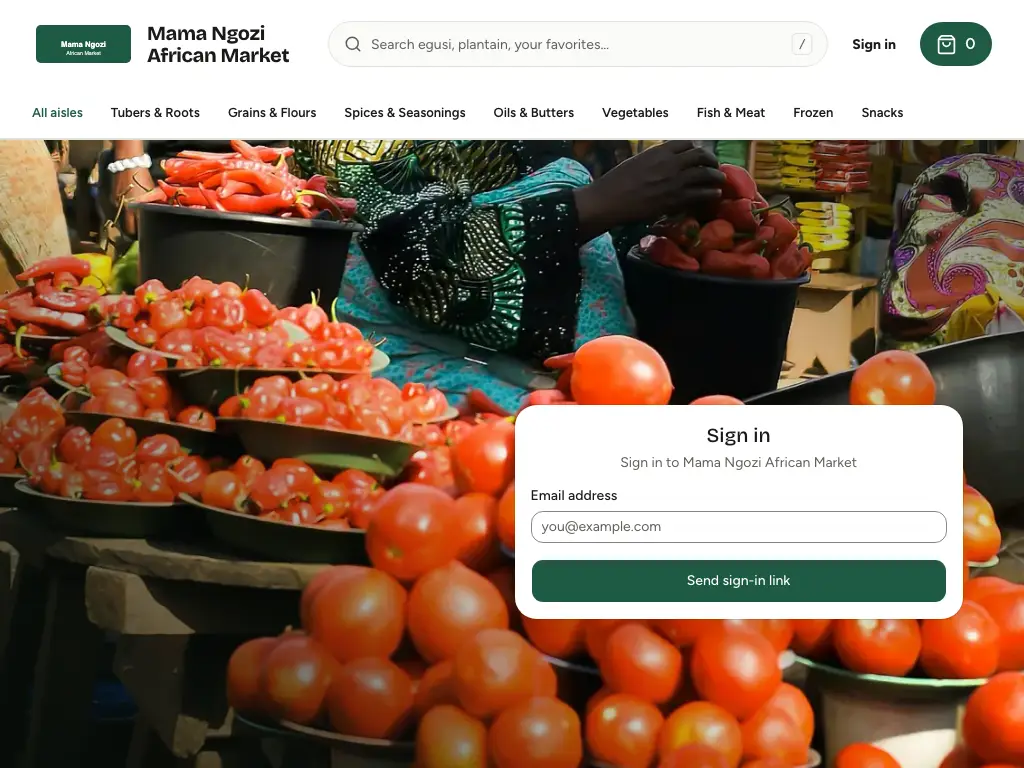 Mama Ngozi
African Market
Mama Ngozi
African Market
Search egusi, plantain, your favorites...
/
Sign in
0
All aisles
Tubers & Roots
Grains & Flours
Spices & Seasonings
Oils & Butters
Vegetables
Fish & Meat
Frozen
Snacks
Sign in
Sign in to Mama Ngozi African Market
Email address
you@example.com
Send sign-in link